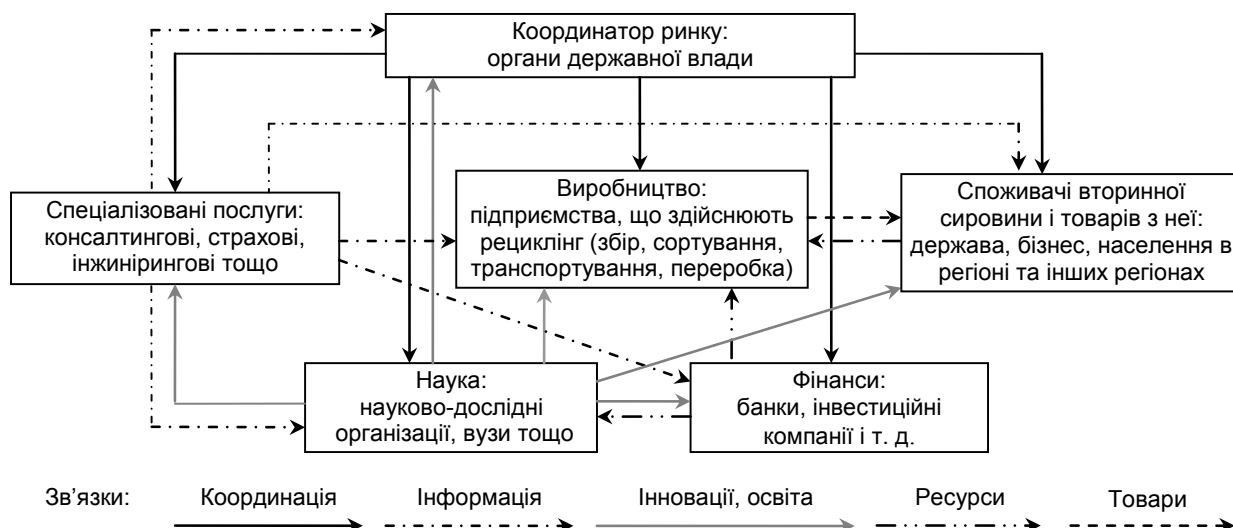 Координатор ринку:
органи державної влади
Спеціалізовані послуги:
консалтингові, страхові,
інжинірингові тощо
Виробництво:
підприємства, що здійснюють
рециклінг (збір, сортування,
транспортування, переробка)
Споживачі вторинної
сировини і товарів з неї:
держава, бізнес, населення в
регіоні та інших регіонах
Наука:
науково-дослідні
організації, вузи тощо
Фінанси:
банки, інвестиційні
компанії і т. д.
Зв’язки: Координація Інформація Інновації, освіта Ресурси Товари